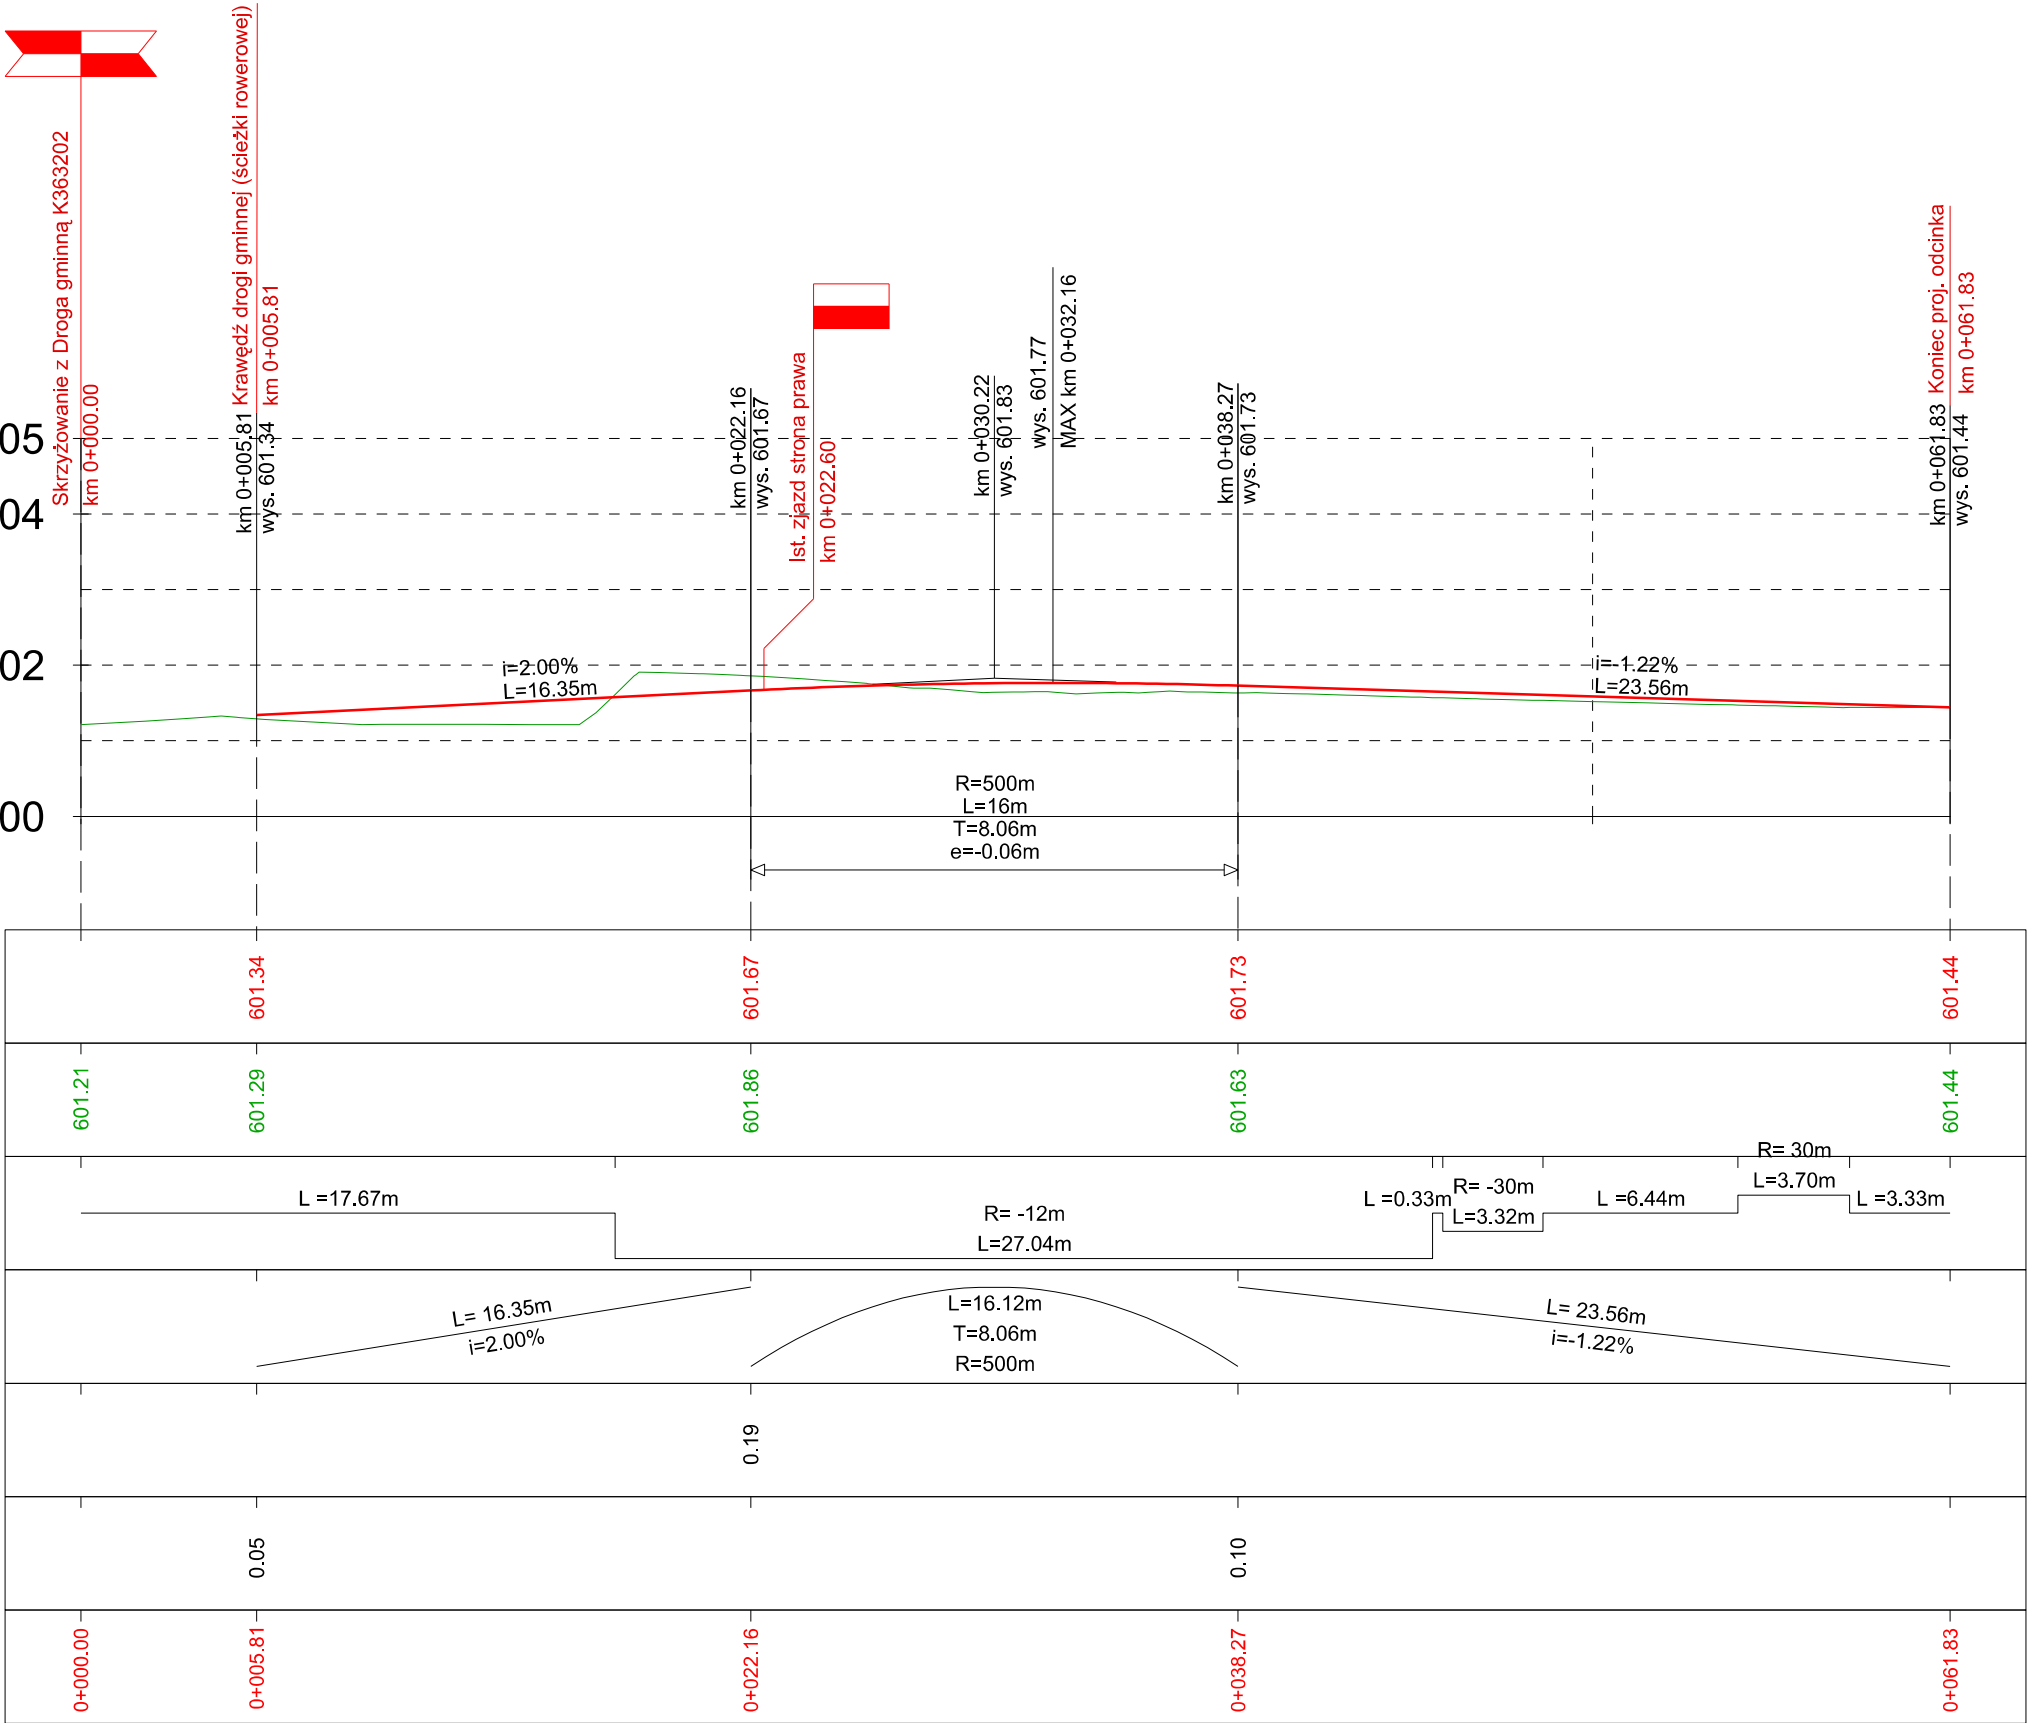 Skrzyżowanie z Droga gminną K363202
km 0+000.00
Krawędź drogi gminnej (ścieżki rowerowej)
km 0+005.81
km 0+005.81
wys. 601.34
km 0+022.16
wys. 601.67
Ist. zjazd strona prawa
km 0+022.60
km 0+030.22
wys. 601.83
wys. 601.77
MAX km 0+032.16
km 0+038.27
wys. 601.73
Koniec proj. odcinka
km 0+061.83
km 0+061.83
wys. 601.44
05
04
02
00
i=2.00%
L=16.35m
i=-1.22%
L=23.56m
R=500m
L=16m
T=8.06m
e=-0.06m
601.34
601.67
601.73
601.44
601.21
601.29
601.86
601.63
601.44
L =17.67m
R= -12m
L=27.04m
L =0.33m
R= -30m
L=3.32m
L =6.44m
R= 30m
L=3.70m
L =3.33m
L= 16.35m
i=2.00%
L=16.12m
T=8.06m
R=500m
L= 23.56m
i=-1.22%
0.19
0.05
0.10
0+000.00
0+005.81
0+022.16
0+038.27
0+061.83